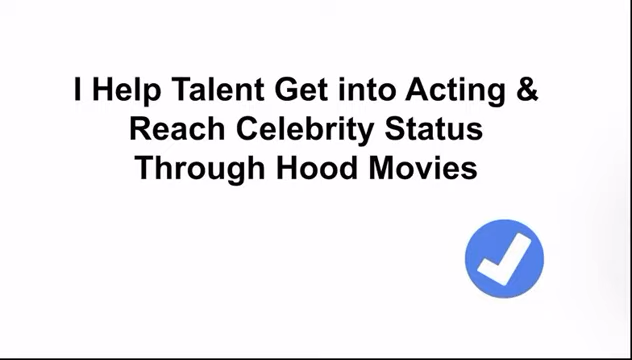 I Help Talent Get into Acting &
Reach Celebrity Status
Through Hood Movies